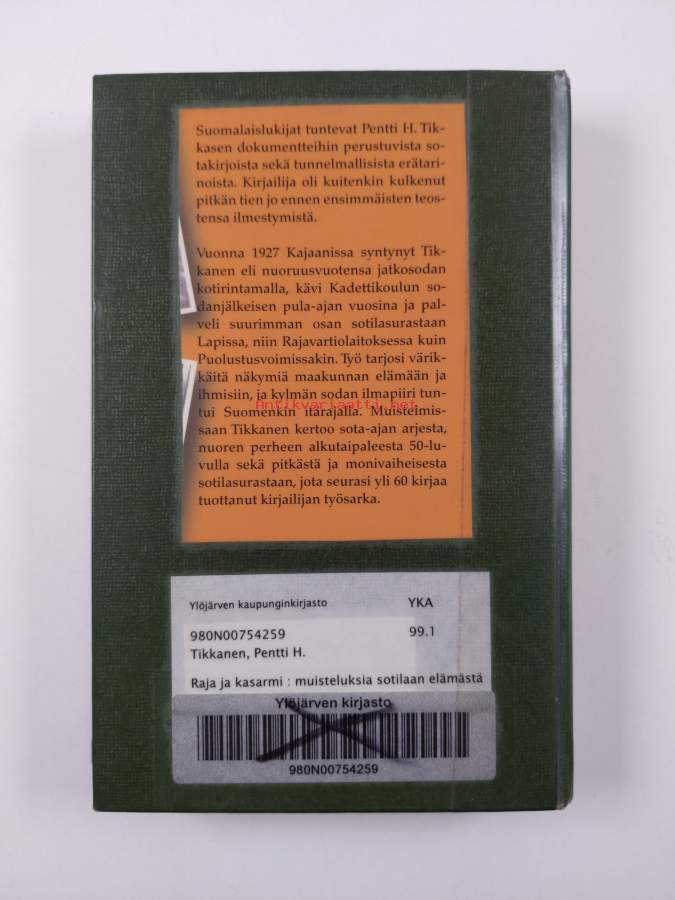 Suomalaislukijat tuntevat Pentti H. Tik-
kasen dokumentteihin perustuvista so-
takirjoista sekä tunnelmallisista erätari-
noista. Kirjailija oli kuitenkin kulkenut
pitkän tien jo ennen ensimmäisten teos-
tensa ilmestymistä.
Vuonna 1927 Kajaanissa syntynyt Tik-
kanen eli nuoruusvuotensa jatkosodan
kotirintamalla, kävi Kadettikoulun so-
danjälkeisen pula-ajan vuosina ja pal-
veli suurimman osan sotilasurastaan
Lapissa, niin Rajavartiolaitoksessa kuin
Puolustusvoimissakin. Työ tarjosi värik-
käitä näkymiä maakunnan elämään ja
ihmisiin, ja kylmän sodan ilmapiiri tun-
Antikvariaatti.net
tui Suomenkin itärajalla. Muistelmis-
saan Tikkanen kertoo sota-ajan arjesta,
nuoren perheen alkutaipaleesta 50-lu-
vulla sekä pitkästä ja monivaiheisesta
sotilasurastaan, jota seurasi yli 60 kirjaa
tuottanut kirjailijan työsarka.
Ylöjärven kaupunginkirjasto YKA
980N00754259 99.1
Tikkanen, Pentti H.
Raja ja kasarmi : muisteluksia sotilaan elämästä
Ylöjärven kirjasto
980N00754259